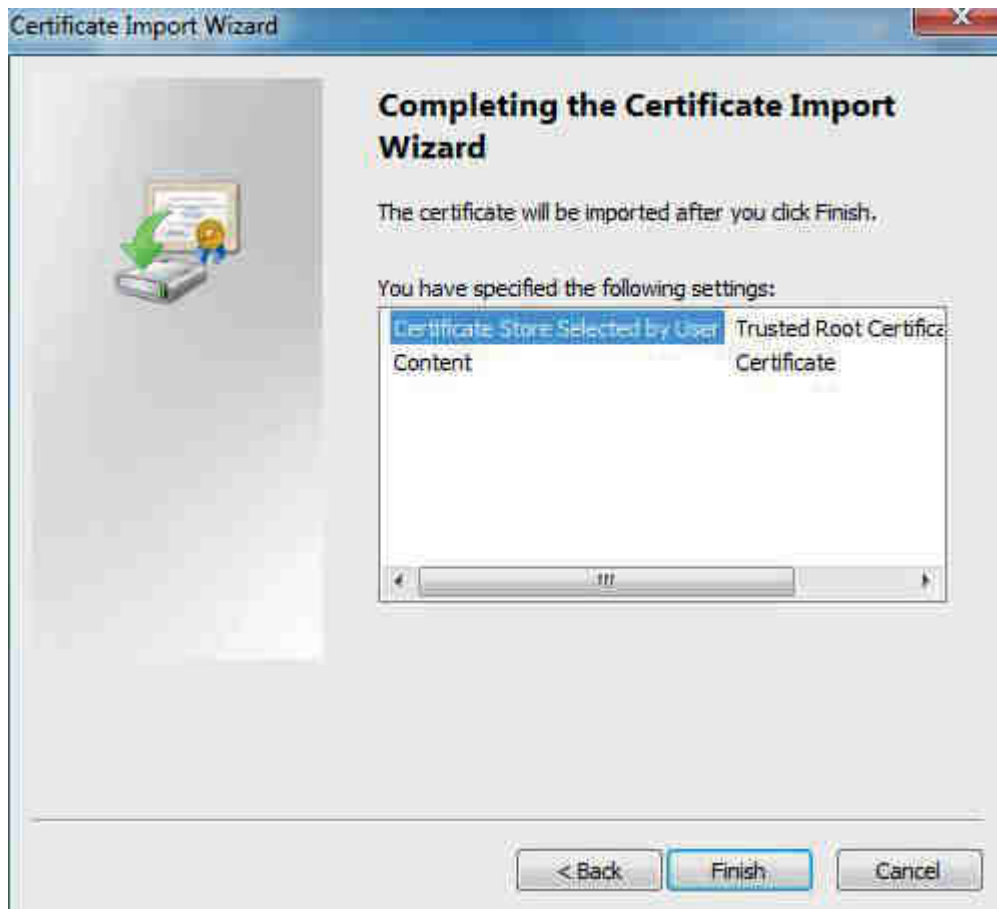 Certificate Import Wizard
X
Completing the Certificate Import
Wizard
The certificate will be imported after you click Finish.
You have specified the following settings:
Certificate Store Selected by User Trusted Root Certifica
Content Certificate
< Back Finish Cancel